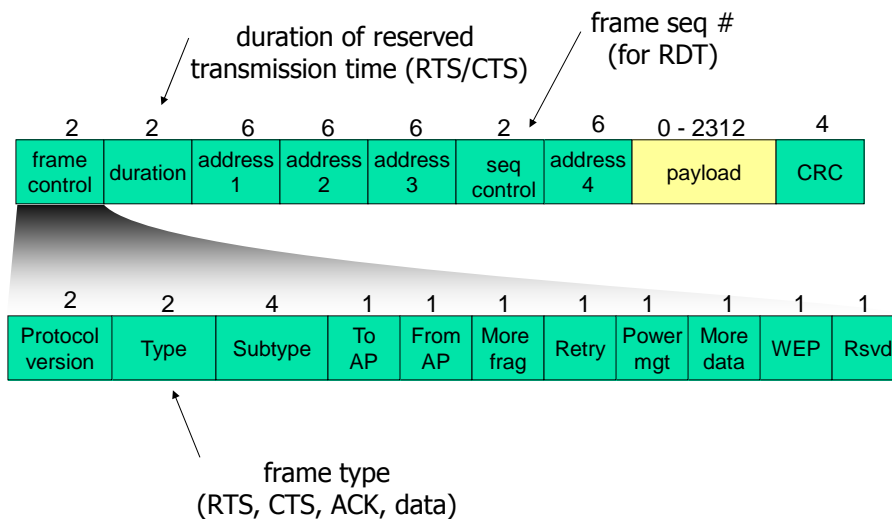 duration of reserved
transmission time (RTS/CTS)
frame seq #
(for RDT)
2 2 6 6 6 2 6 0 - 2312 4
frame control
duration
address 1
address 2
address 3
seq control
address 4
payload
CRC
2 2 4 1 1 1 1 1 1 1 1
Protocol version
Type
Subtype
To AP
From AP
More frag
Retry
Power mgt
More data
WEP
Rsvd
frame type
(RTS, CTS, ACK, data)